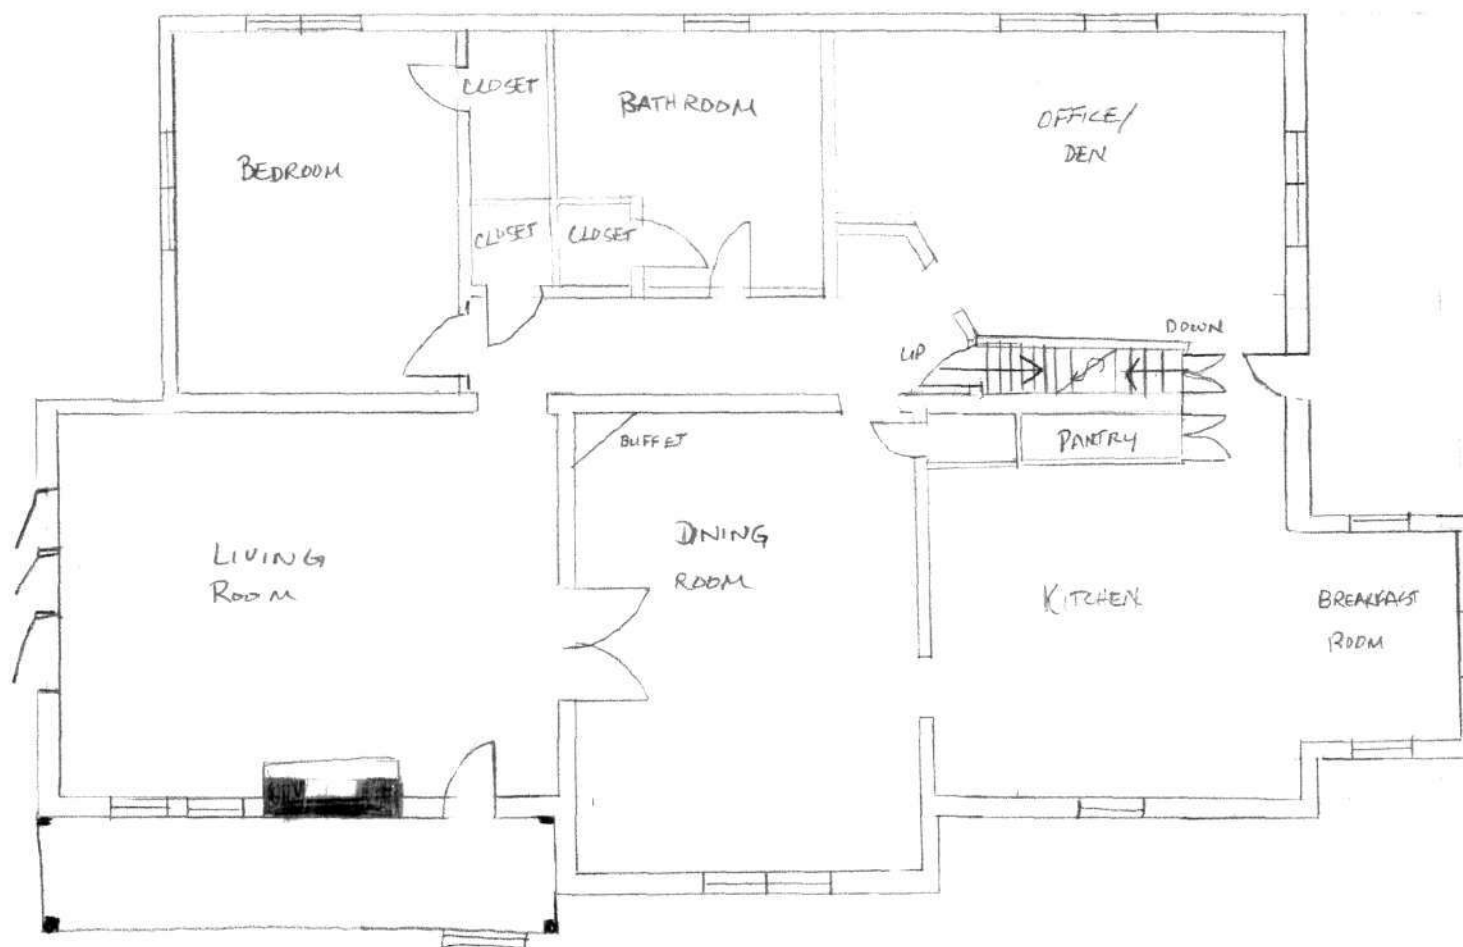 CLOSET
BATHROOM
OFFICE/
DEN
BEDROOM
CLOSET
CLOSET
UP
DOWN
BUFFET
PANTRY
LIVING
ROOM
DINING
ROOM
KITCHEN
BREAKFAST
ROOM